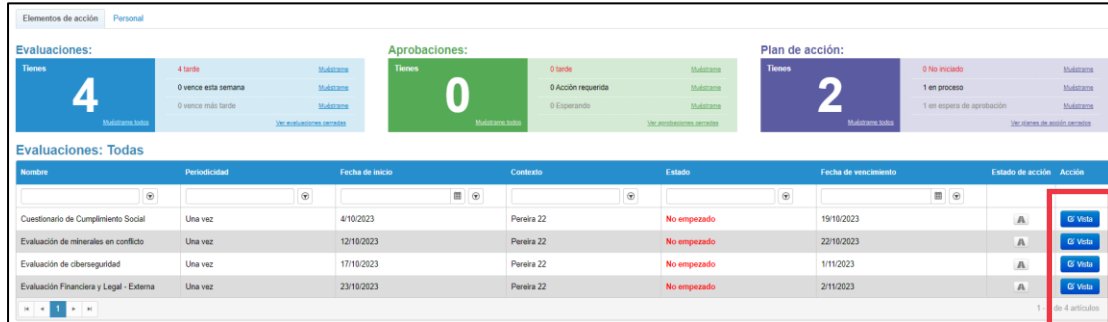 Elementos de acción Personal
Evaluaciones: Aprobaciones: Plan de acción:
Tienes 4 tarde Muéstrame Tienes 0 tarde Muéstrame Tienes 0 No iniciado Muéstrame
4 0 vence esta semana Muéstrame 0 0 Acción requerida Muéstrame 2 1 en proceso Muéstrame
0 vence más tarde Muéstrame 0 Esperando Muéstrame 1 en espera de aprobación Muéstrame
Muéstrame todos Ver evaluaciones cerradas Muéstrame todos Ver aprobaciones cerradas Muéstrame todos Ver planes de acción cerrados
Evaluaciones: Todas
Nombre Periodicidad Fecha de inicio Contexto Estado Fecha de vencimiento Estado de acción Acción
Cuestionario de Cumplimiento Social Una vez 4/10/2023 Pereira 22 No empezado 19/10/2023 Vista
Evaluación de minerales en conflicto Una vez 12/10/2023 Pereira 22 No empezado 22/10/2023 Vista
Evaluación de ciberseguridad Una vez 17/10/2023 Pereira 22 No empezado 1/11/2023 Vista
Evaluación Financiera y Legal - Externa Una vez 23/10/2023 Pereira 22 No empezado 2/11/2023 Vista
1 1 - de 4 artículos